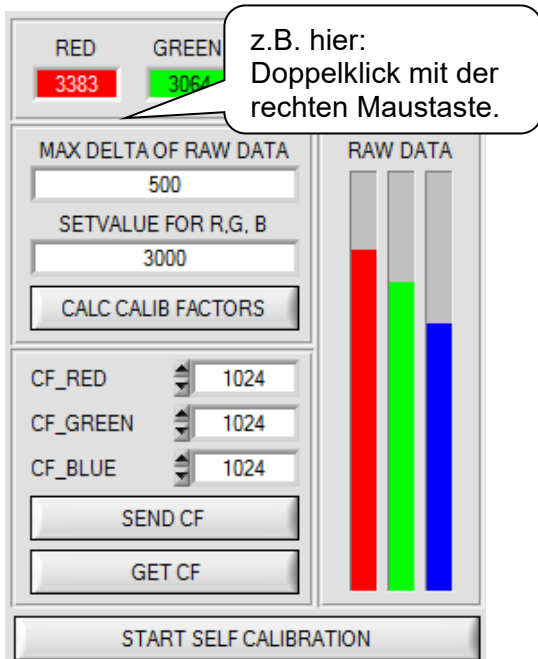 RED GREEN
3383 3064
z.B. hier:
Doppelklick mit der
rechten Maustaste.
MAX DELTA OF RAW DATA
500
SETVALUE FOR R,G, B
3000
CALC CALIB FACTORS
RAW DATA
CF_RED 1024
CF_GREEN 1024
CF_BLUE 1024
SEND CF
GET CF
START SELF CALIBRATION